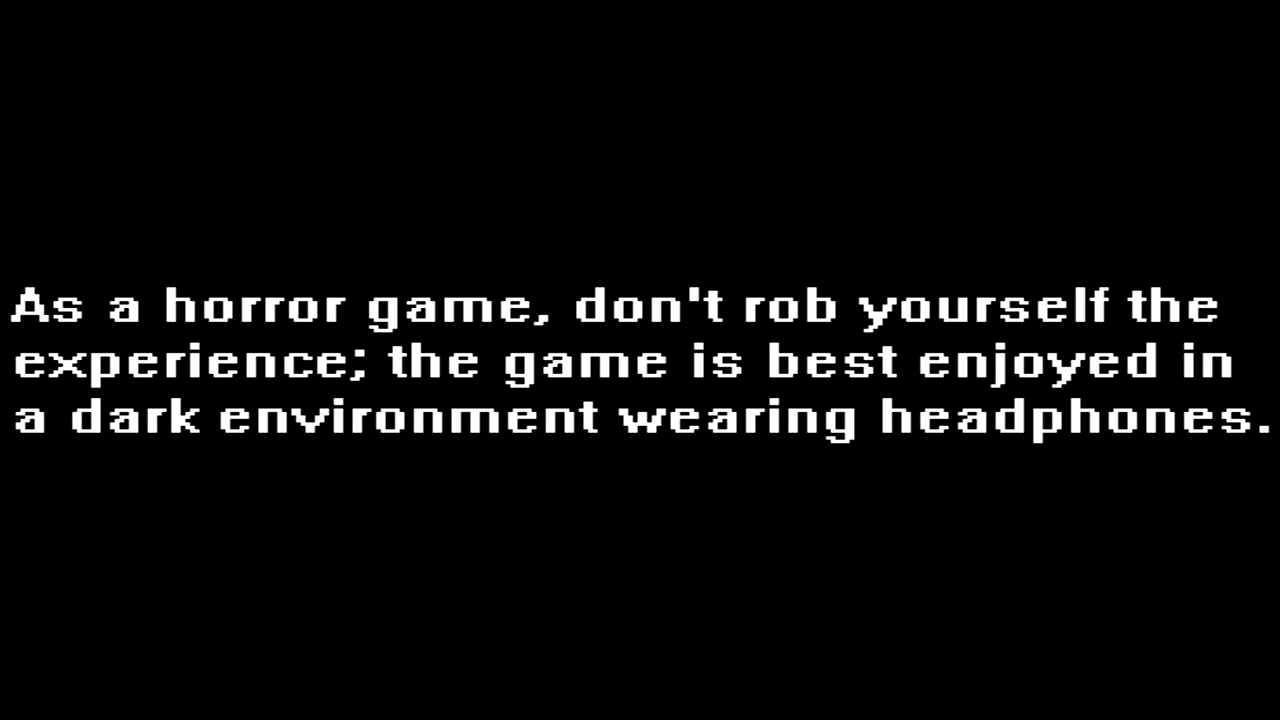 As a horror game, don't rob yourself the
experience; the game is best enjoyed in
a dark environment wearing headphones.